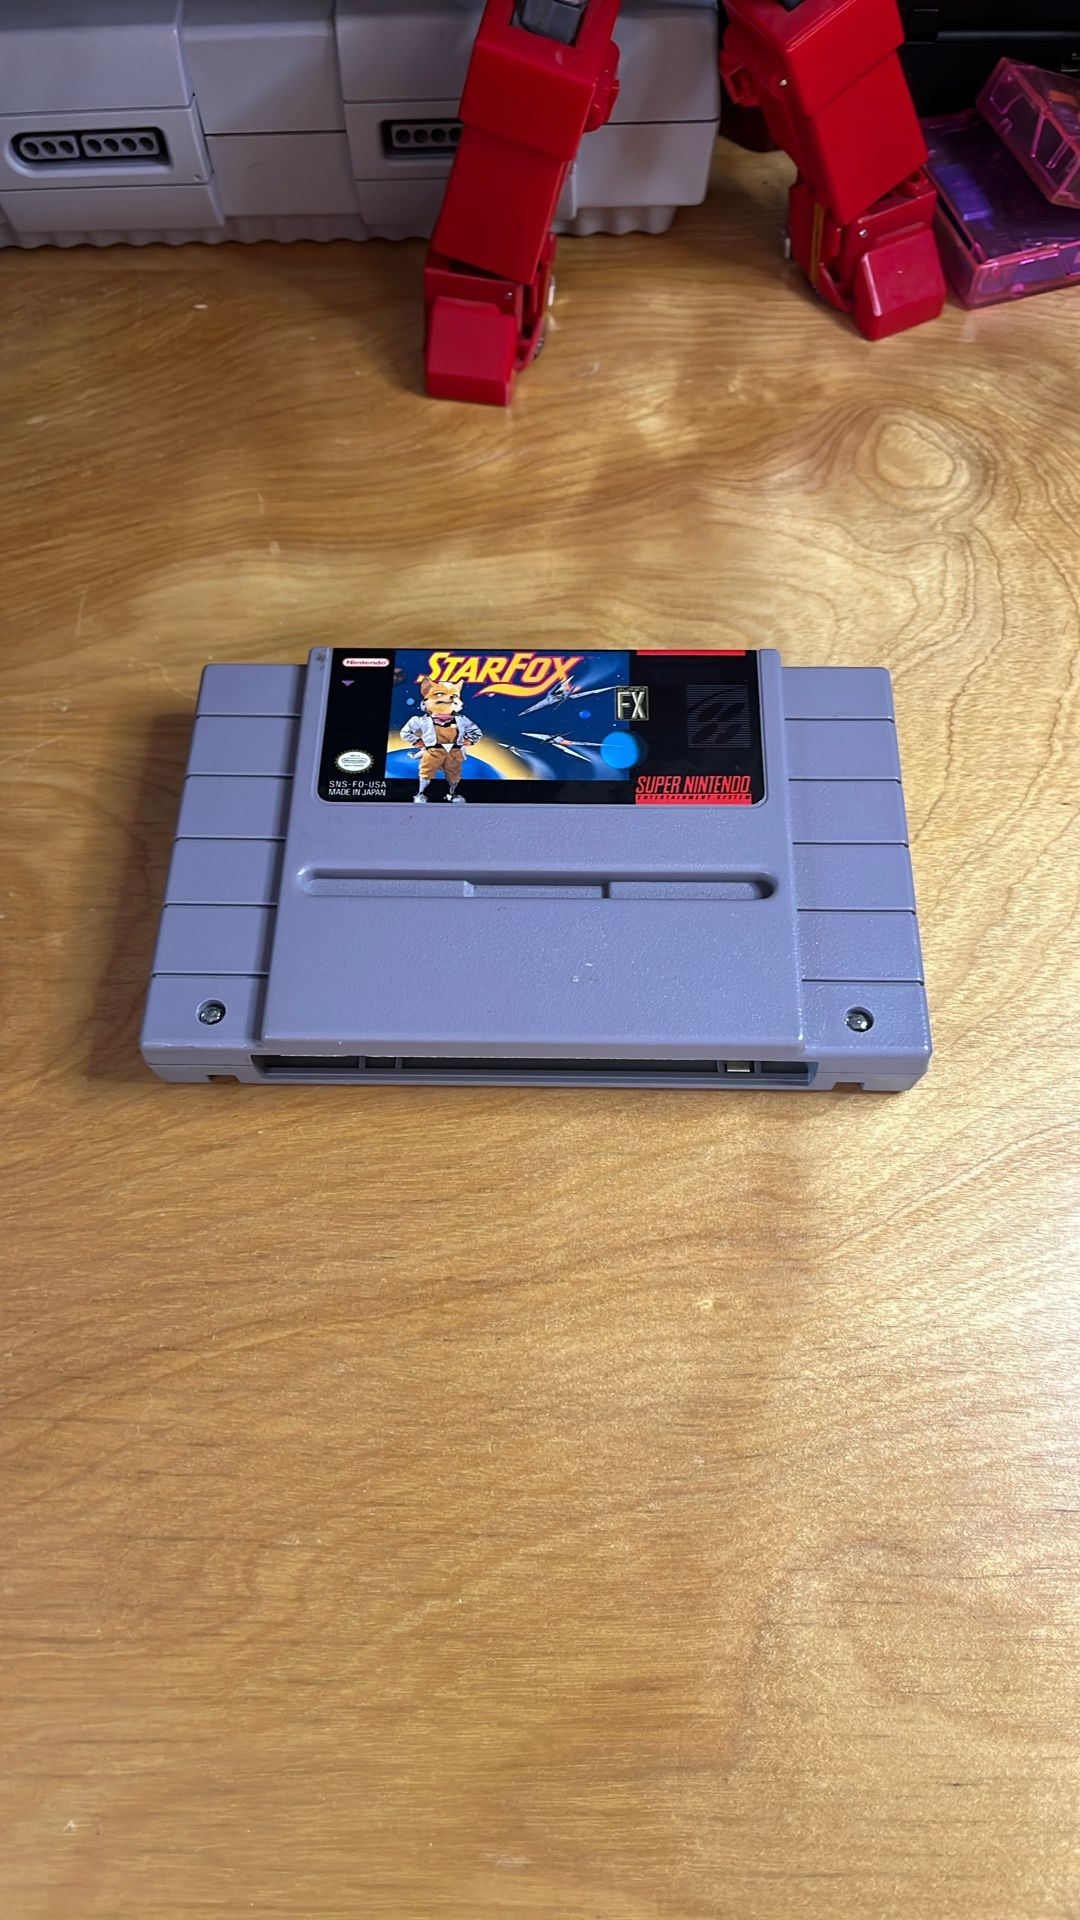 Nintendo
STARFOX
FX
SNS-FO-USA
MADE IN JAPAN
SUPER NINTENDO
ENTERTAINMENT SYSTEM